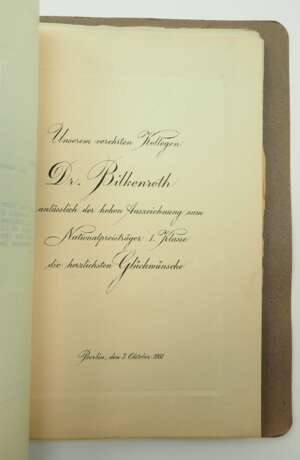 Unserem verehrten Kollegen
Dr. Bilkenroth
anlässlich der hohen Auszeichnung zum
Nationalpreisträger 1. Klasse
die herzlichsten Glückwünsche
Berlin, den 7. Oktober